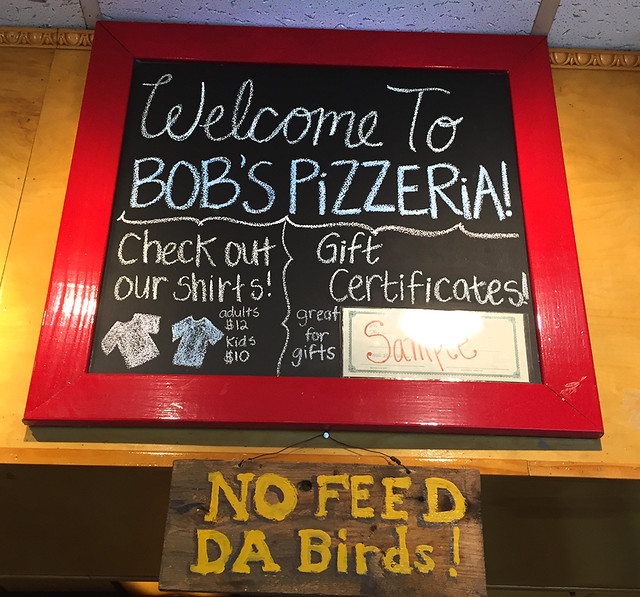 Welcome To
BOB'S PiZZERiA!
Check out
our shirts!
adults
$12
Kids
$10
Gift
Certificates!
great
for
gifts
Sample
NO FEED
DA Birds!